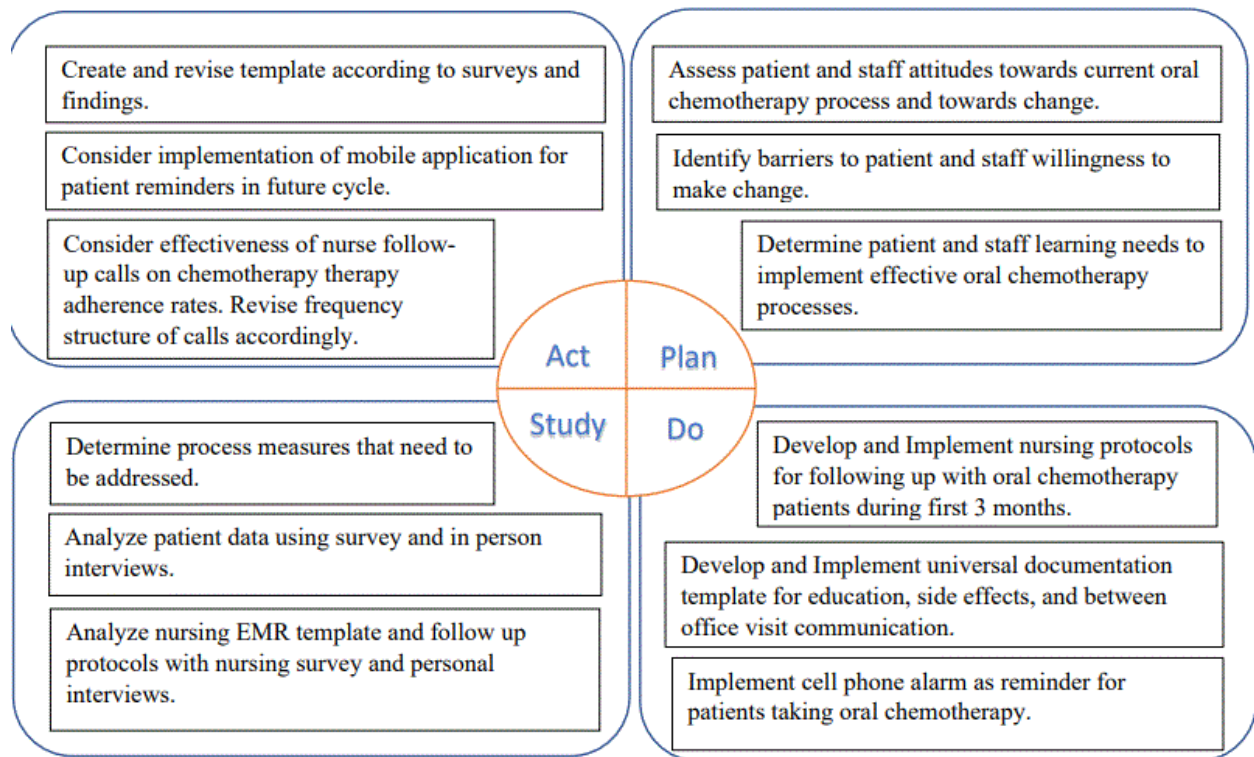 Create and revise template according to surveys and
findings.
Consider implementation of mobile application for
patient reminders in future cycle.
Consider effectiveness of nurse follow-
up calls on chemotherapy therapy
adherence rates. Revise frequency
structure of calls accordingly.
Assess patient and staff attitudes towards current oral
chemotherapy process and towards change.
Identify barriers to patient and staff willingness to
make change.
Determine patient and staff learning needs to
implement effective oral chemotherapy
processes.
Act
Plan
Study
Do
Determine process measures that need to
be addressed.
Analyze patient data using survey and in person
interviews.
Analyze nursing EMR template and follow up
protocols with nursing survey and personal
interviews.
Develop and Implement nursing protocols
for following up with oral chemotherapy
patients during first 3 months.
Develop and Implement universal documentation
template for education, side effects, and between
office visit communication.
Implement cell phone alarm as reminder for
patients taking oral chemotherapy.